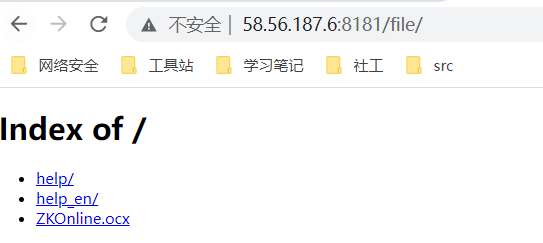 不安全 | 58.56.187.6:8181/file/
网络安全 工具站 学习笔记 社工 src
Index of /
help/
help_en/
ZKOnline.ocx